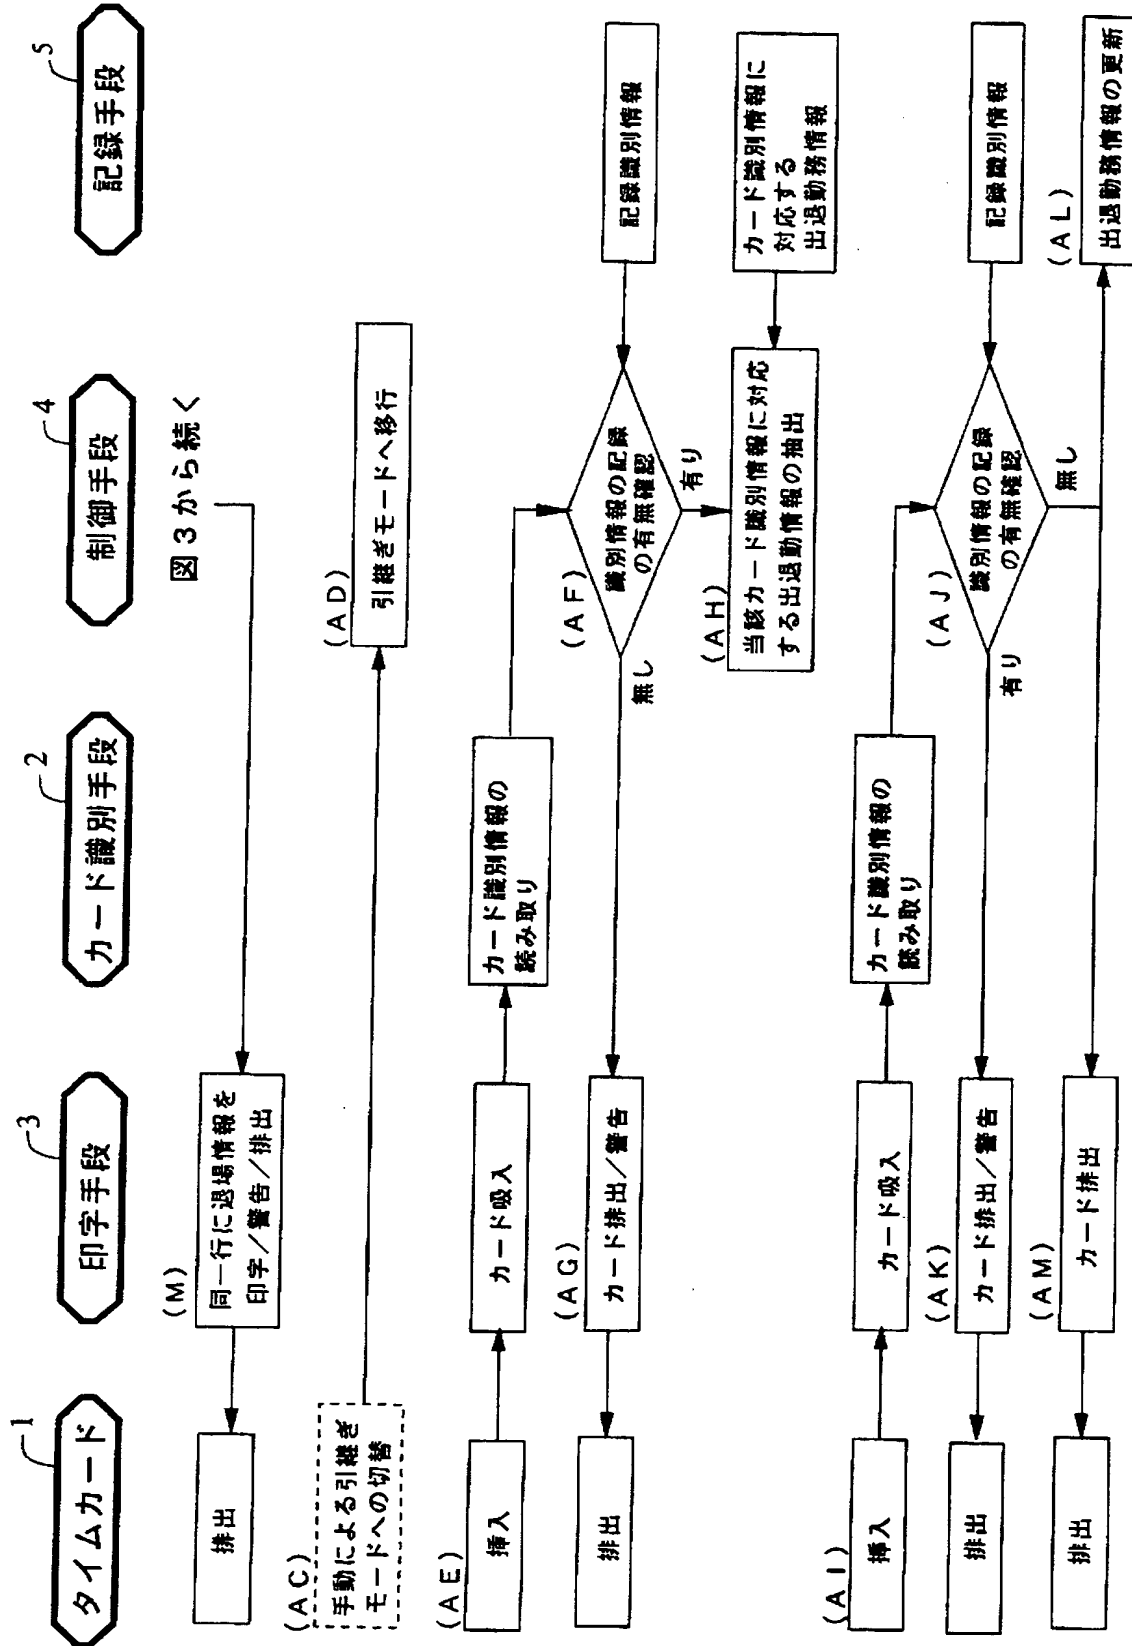 1
タイムカード
3
印字手段
2
カード識別手段
4
制御手段
5
記録手段
図3から続く
(M)
同一行に退場情報を
印字/警告/排出
排出
(AC)
手動による引継ぎ
モードへの切替
(AD)
引継ぎモードへ移行
(AE)
挿入
カード吸入
カード識別情報の
読み取り
(AF)
識別情報の記録
の有無確認
記録識別情報
無し
有り
(AG)
カード排出/警告
排出
(AH)
当該カード識別情報に対応
する出退勤情報の抽出
カード識別情報に
対応する
出退勤務情報
(AI)
挿入
カード吸入
カード識別情報の
読み取り
(AJ)
識別情報の記録
の有無確認
記録識別情報
有り
無し
(AK)
カード排出/警告
排出
(AL)
出退勤務情報の更新
(AM)
カード排出
排出